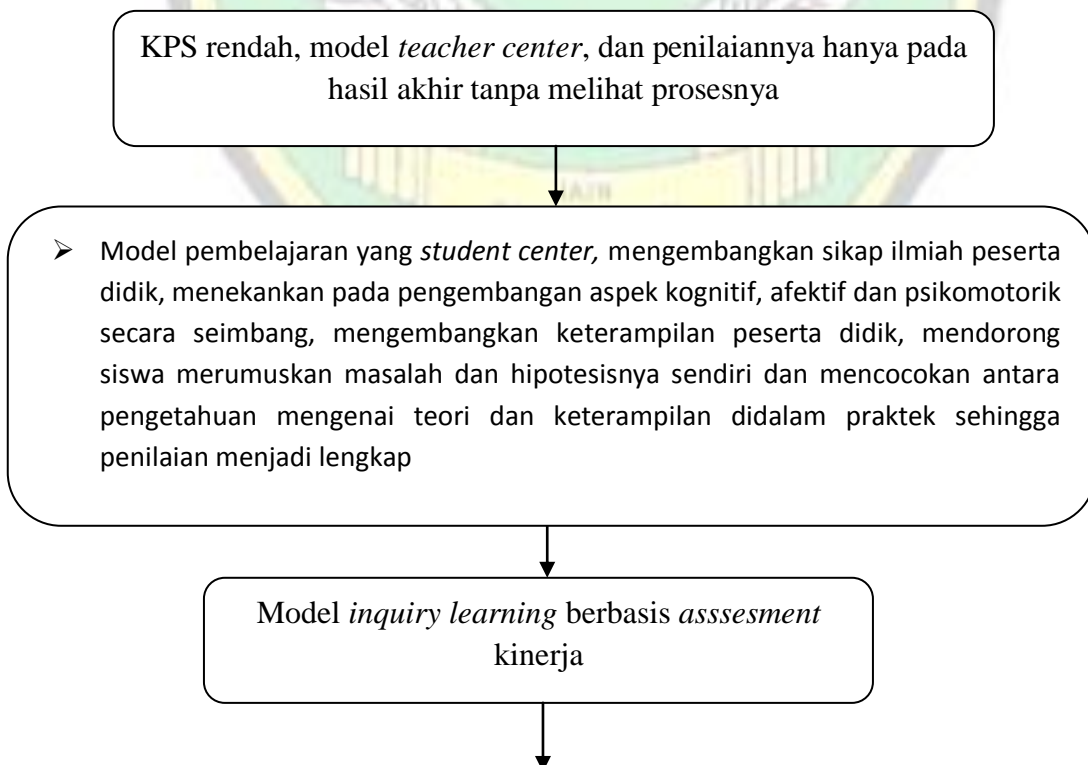 KPS rendah, model teacher center, dan penilaiannya hanya pada
hasil akhir tanpa melihat prosesnya
➢ Model pembelajaran yang student center, mengembangkan sikap ilmiah peserta
didik, menekankan pada pengembangan aspek kognitif, afektif dan psikomotorik
secara seimbang, mengembangkan keterampilan peserta didik, mendorong
siswa merumuskan masalah dan hipotesisnya sendiri dan mencocokan antara
pengetahuan mengenai teori dan keterampilan didalam praktek sehingga
penilaian menjadi lengkap
Model inquiry learning berbasis asssesment
kinerja